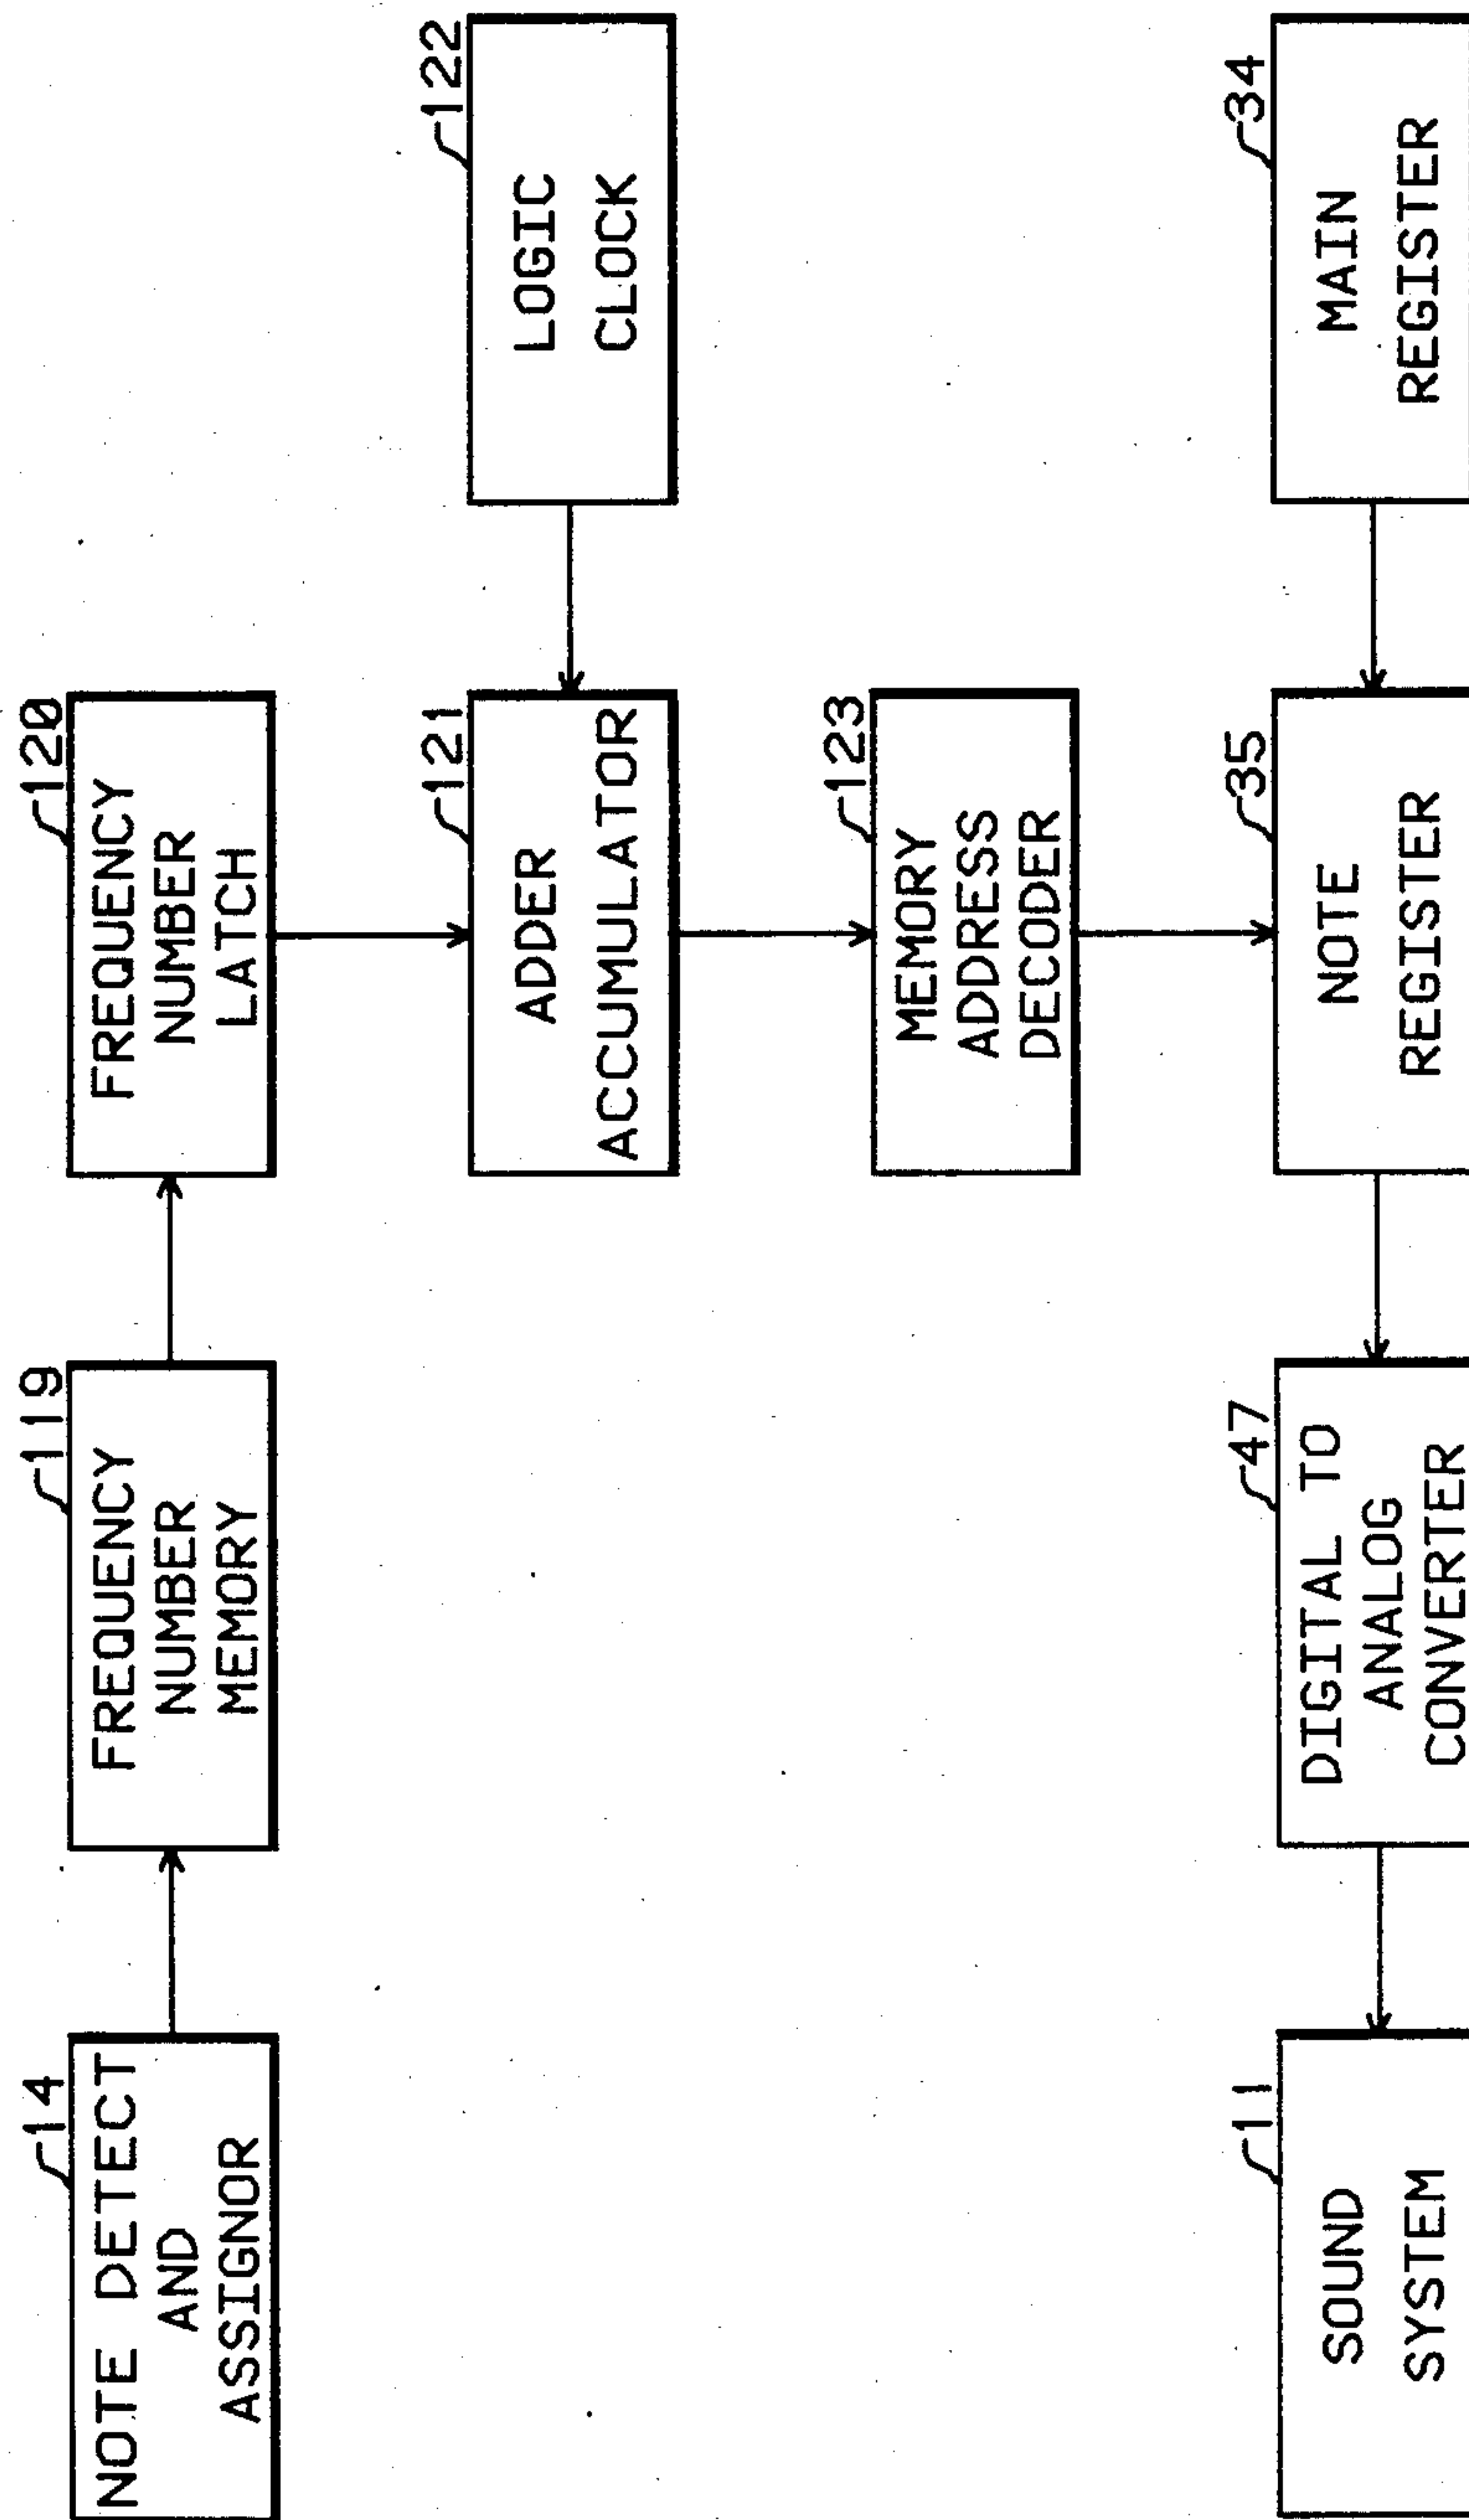 14
NOTE DETECT
AND
ASSIGNOR
119
FREQUENCY
NUMBER
MEMORY
120
FREQUENCY
NUMBER
LATCH
121
ADDER
ACCUMULATOR
122
LOGIC
CLOCK
123
MEMORY
ADDRESS
DECODER
11
SOUND
SYSTEM
47
DIGITAL TO
ANALOG
CONVERTER
35
NOTE
REGISTER
34
MAIN
REGISTER